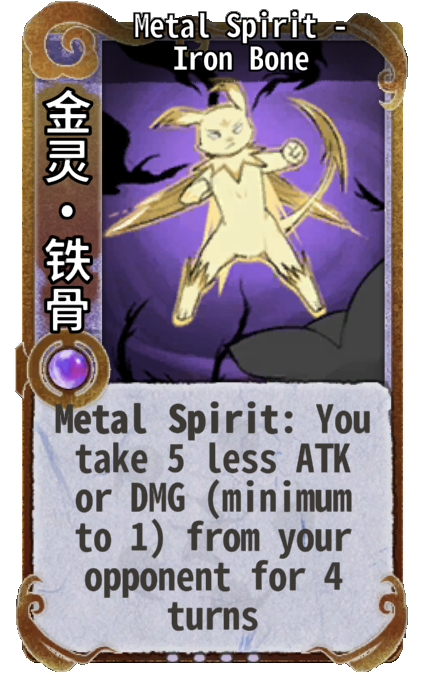 Metal Spirit -
Iron Bone
金灵·铁骨
Metal Spirit: You
take 5 less ATK
or DMG (minimum
to 1) from your
opponent for 4
turns